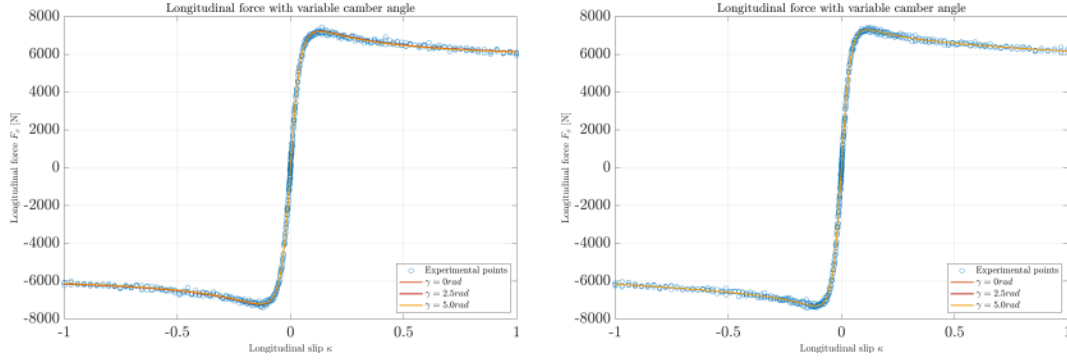 Longitudinal force with variable camber angle
8000
6000
4000
2000
0
-2000
-4000
-6000
-8000
Longitudinal force F_x [N]
Experimental points
γ = 0rad
γ = 2.5rad
γ = 5.0rad
-1
-0.5
0
0.5
1
Longitudinal slip κ
Longitudinal force with variable camber angle
8000
6000
4000
2000
0
-2000
-4000
-6000
-8000
Longitudinal force F_x [N]
Experimental points
γ = 0rad
γ = 2.5rad
γ = 5.0rad
-1
-0.5
0
0.5
1
Longitudinal slip κ